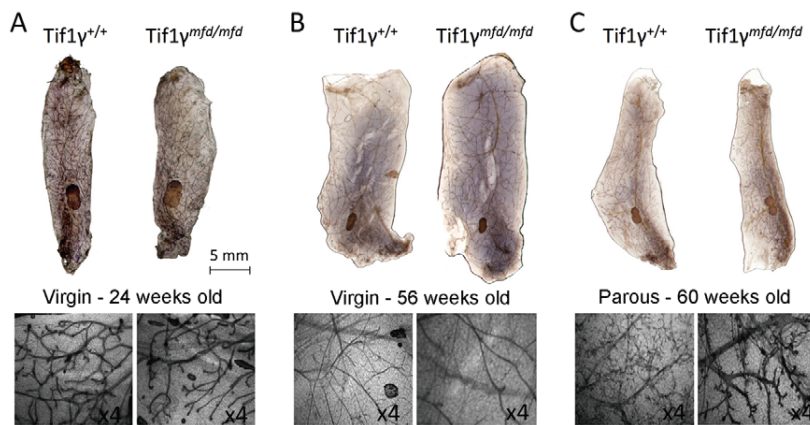 A
Tif1γ+/+
Tif1γmfd/mfd
5 mm
Virgin - 24 weeks old
x4
x4
B
Tif1γ+/+
Tif1γmfd/mfd
Virgin - 56 weeks old
x4
x4
C
Tif1γ+/+
Tif1γmfd/mfd
Parous - 60 weeks old
x4
x4